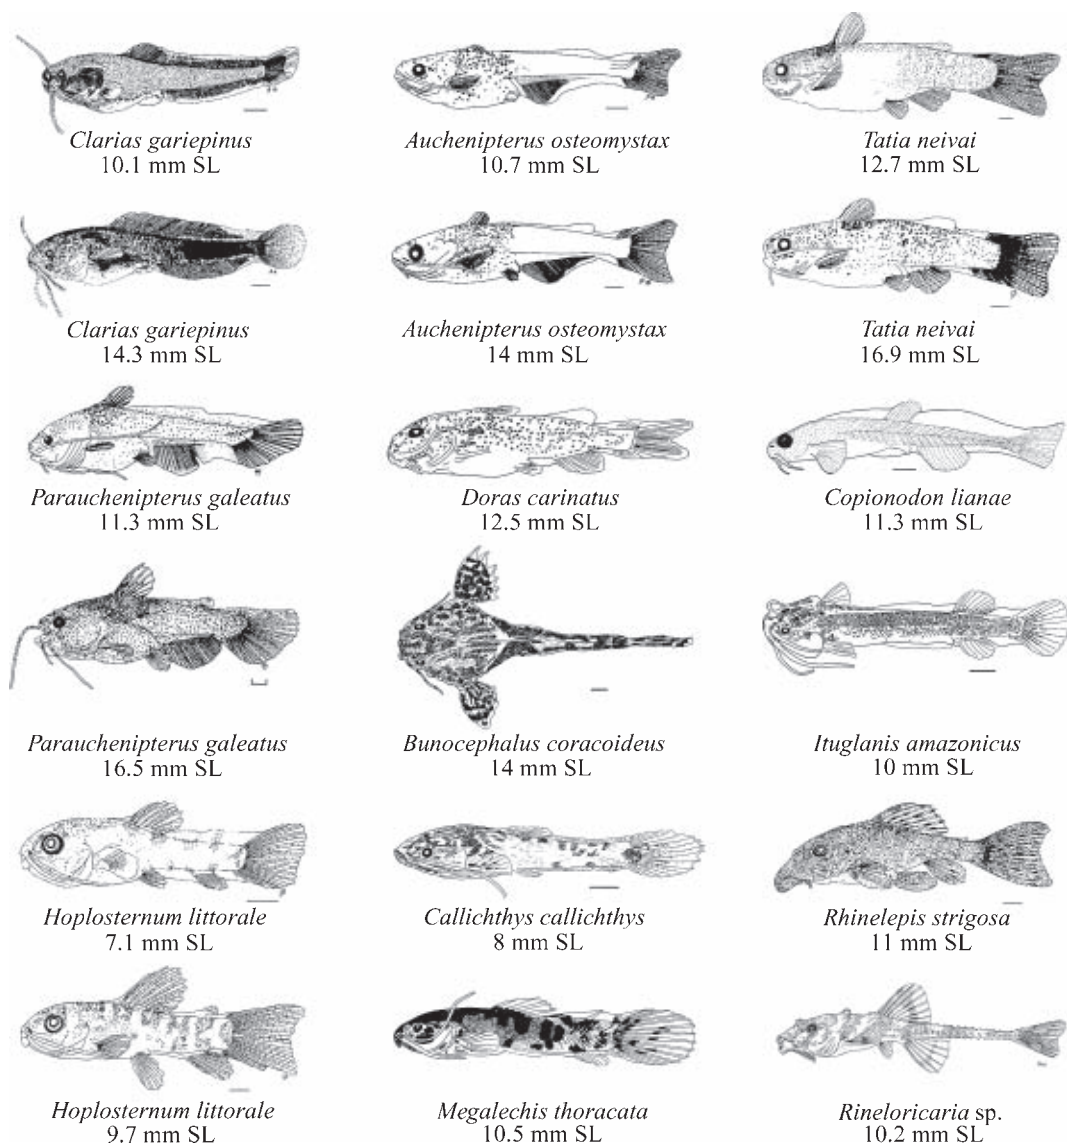 Clarias gariepinus
10.1 mm SL
Auchenipterus osteomystax
10.7 mm SL
Tatia neivai
12.7 mm SL
Clarias gariepinus
14.3 mm SL
Auchenipterus osteomystax
14 mm SL
Tatia neivai
16.9 mm SL
Parauchenipterus galeatus
11.3 mm SL
Doras carinatus
12.5 mm SL
Copionodon lianae
11.3 mm SL
Parauchenipterus galeatus
16.5 mm SL
Bunocephalus coracoideus
14 mm SL
Ituglanis amazonicus
10 mm SL
Hoplosternum littorale
7.1 mm SL
Callichthys callichthys
8 mm SL
Rhinelepis strigosa
11 mm SL
Hoplosternum littorale
9.7 mm SL
Megalechis thoracata
10.5 mm SL
Rineloricaria sp.
10.2 mm SL